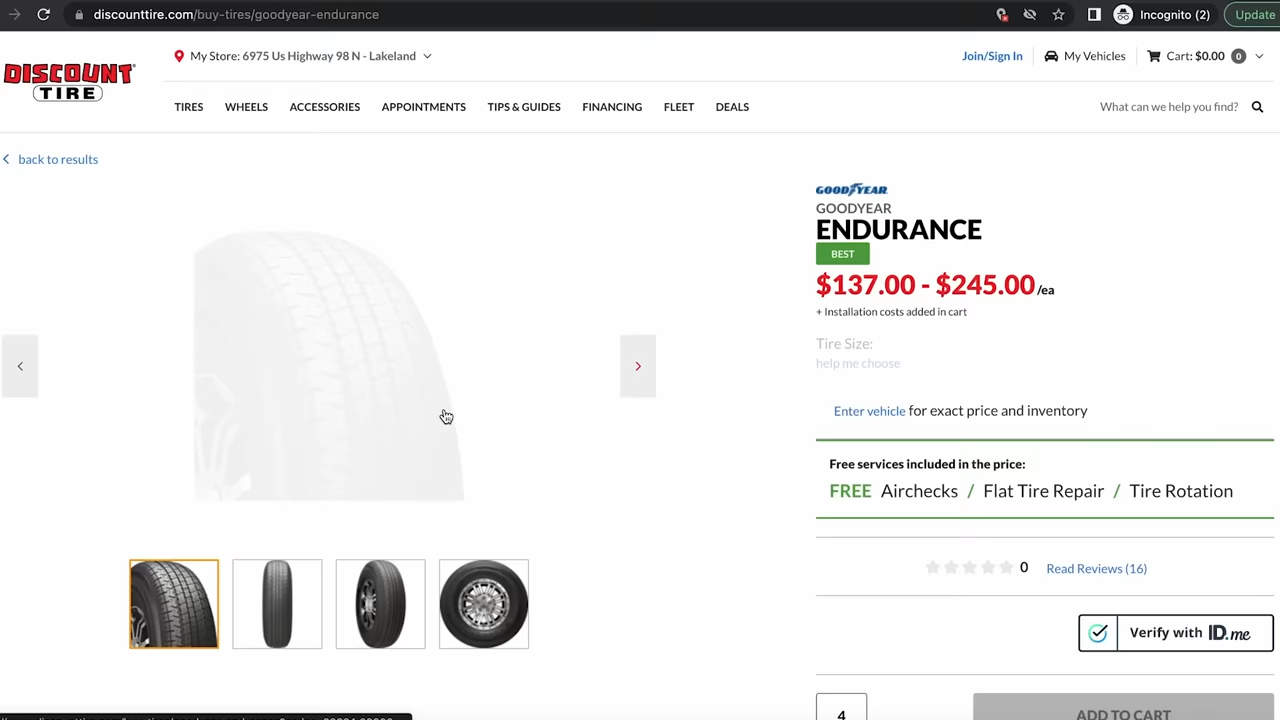 discounttire.com/buy-tires/goodyear-endurance
Incognito (2)
Update
My Store: 6975 Us Highway 98 N - Lakeland
Join/Sign In
My Vehicles
Cart: $0.00 0
DISCOUNT
TIRE
TIRES WHEELS ACCESSORIES APPOINTMENTS TIPS & GUIDES FINANCING FLEET DEALS
What can we help you find?
back to results
GOODYEAR
GOODYEAR
ENDURANCE
BEST
$137.00 - $245.00 /ea
+ Installation costs added in cart
Tire Size:
help me choose
Enter vehicle for exact price and inventory
Free services included in the price:
FREE Airchecks / Flat Tire Repair / Tire Rotation
0 Read Reviews (16)
Verify with ID.me
4
ADD TO CART